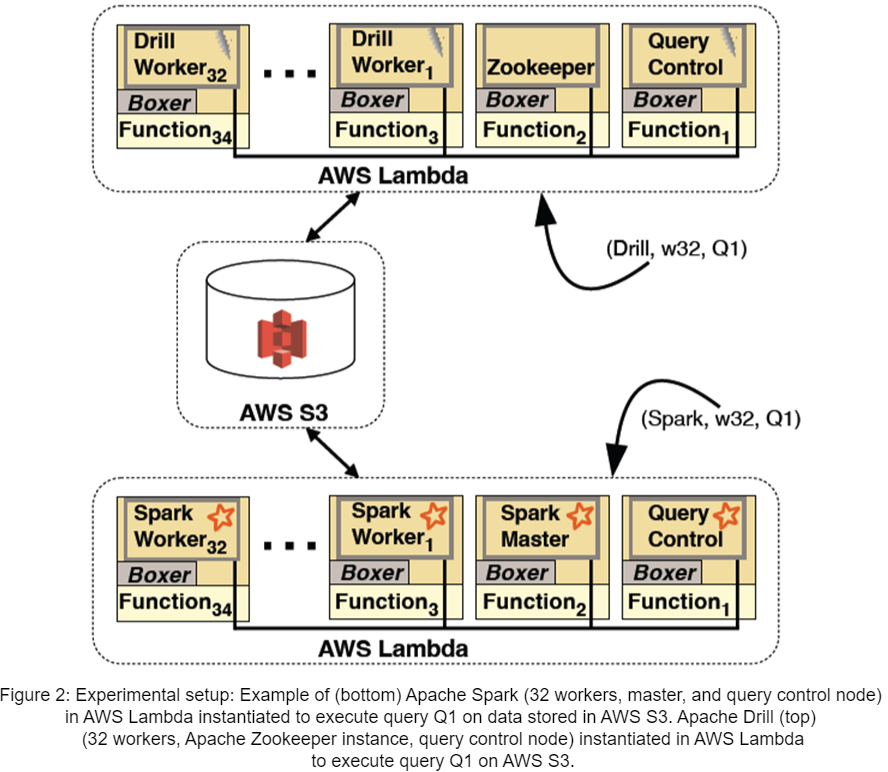 Drill Worker32
Drill Worker1
Zookeeper
Query Control
Boxer
Boxer
Boxer
Boxer
Function34
Function3
Function2
Function1
AWS Lambda
(Drill, w32, Q1)
AWS S3
(Spark, w32, Q1)
Spark Worker32
Spark Worker1
Spark Master
Query Control
Boxer
Boxer
Boxer
Boxer
Function34
Function3
Function2
Function1
AWS Lambda
Figure 2: Experimental setup: Example of (bottom) Apache Spark (32 workers, master, and query control node)
in AWS Lambda instantiated to execute query Q1 on data stored in AWS S3. Apache Drill (top)
(32 workers, Apache Zookeeper instance, query control node) instantiated in AWS Lambda
to execute query Q1 on AWS S3.